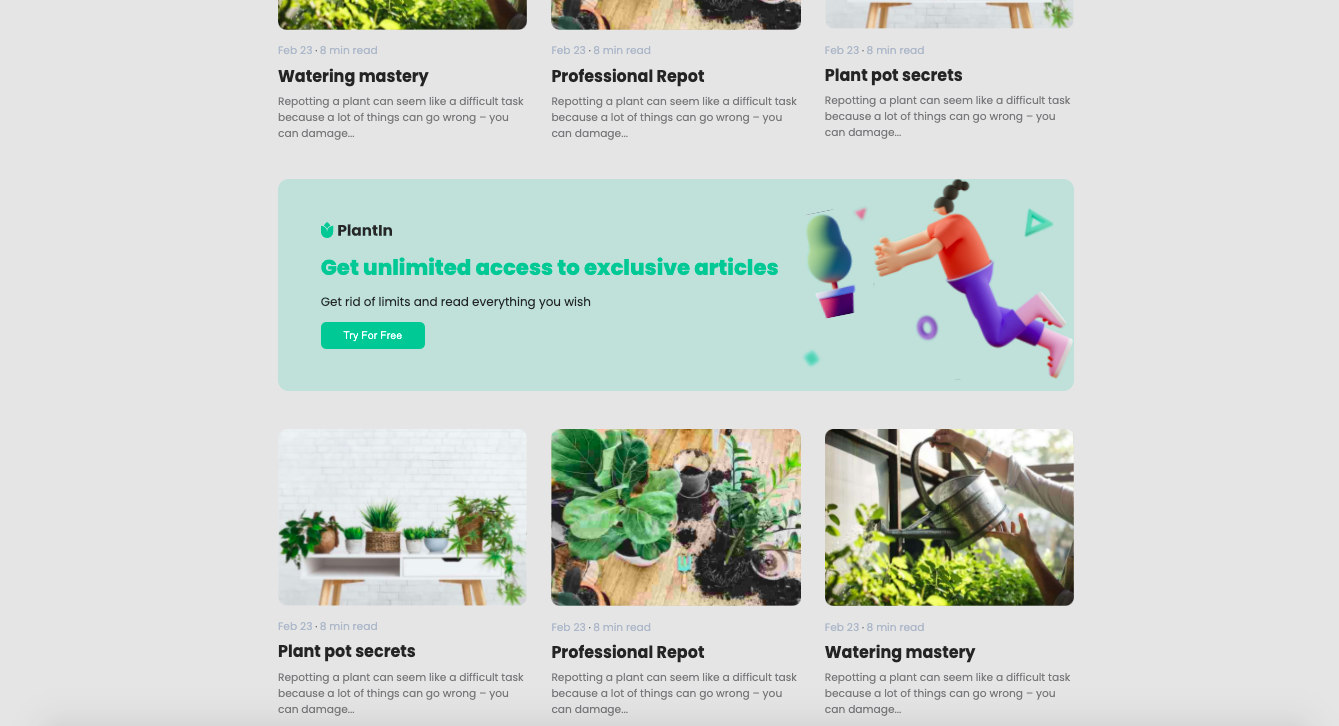 Feb 23 · 8 min read
Watering mastery
Repotting a plant can seem like a difficult task
because a lot of things can go wrong – you
can damage...
Feb 23 · 8 min read
Professional Repot
Repotting a plant can seem like a difficult task
because a lot of things can go wrong – you
can damage...
Feb 23 · 8 min read
Plant pot secrets
Repotting a plant can seem like a difficult task
because a lot of things can go wrong – you
can damage...
PlantIn
Get unlimited access to exclusive articles
Get rid of limits and read everything you wish
Try For Free
Feb 23 · 8 min read
Plant pot secrets
Repotting a plant can seem like a difficult task
because a lot of things can go wrong – you
can damage...
Feb 23 · 8 min read
Professional Repot
Repotting a plant can seem like a difficult task
because a lot of things can go wrong – you
can damage...
Feb 23 · 8 min read
Watering mastery
Repotting a plant can seem like a difficult task
because a lot of things can go wrong – you
can damage...